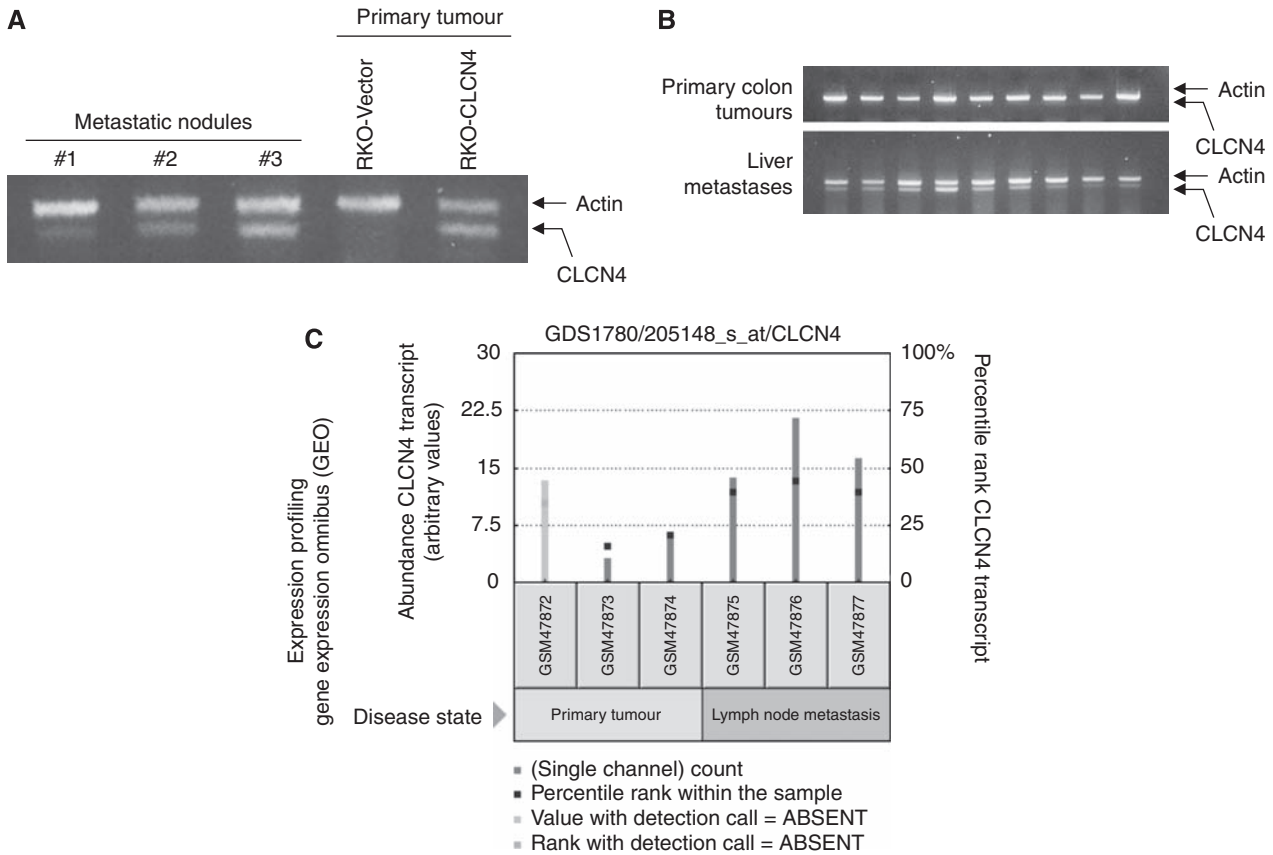 A
Primary tumour
RKO-Vector
RKO-CLCN4
Metastatic nodules
#1 #2 #3
Actin
CLCN4
B
Primary colon
tumours
Actin
CLCN4
Liver
metastases
Actin
CLCN4
C
GDS1780/205148_s_at/CLCN4
Expression profiling
gene expression omnibus (GEO)
Abundance CLCN4 transcript
(arbitrary values)
30
22.5
15
7.5
0
100%
75
50
25
0
Percentile rank CLCN4 transcript
GSM47872
GSM47873
GSM47874
GSM47875
GSM47876
GSM47877
Disease state
Primary tumour
Lymph node metastasis
(Single channel) count
Percentile rank within the sample
Value with detection call = ABSENT
Rank with detection call = ABSENT